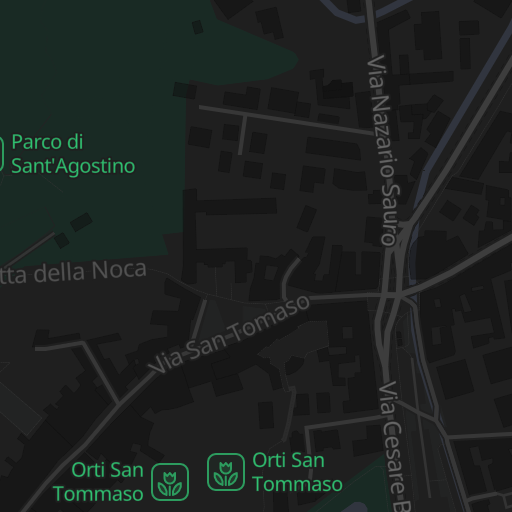 Via Nazario Sauro
Parco di
Sant'Agostino
tta della Noca
Via San Tomaso
Via Cesare B
Orti San
Tommaso
Orti San
Tommaso